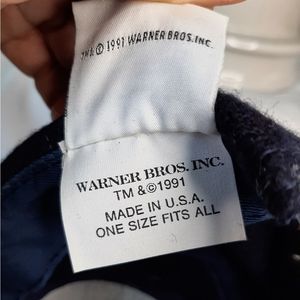 TM & © 1991 WARNER BROS. INC.
WARNER BROS. INC.
TM & ©1991
MADE IN U.S.A.
ONE SIZE FITS ALL